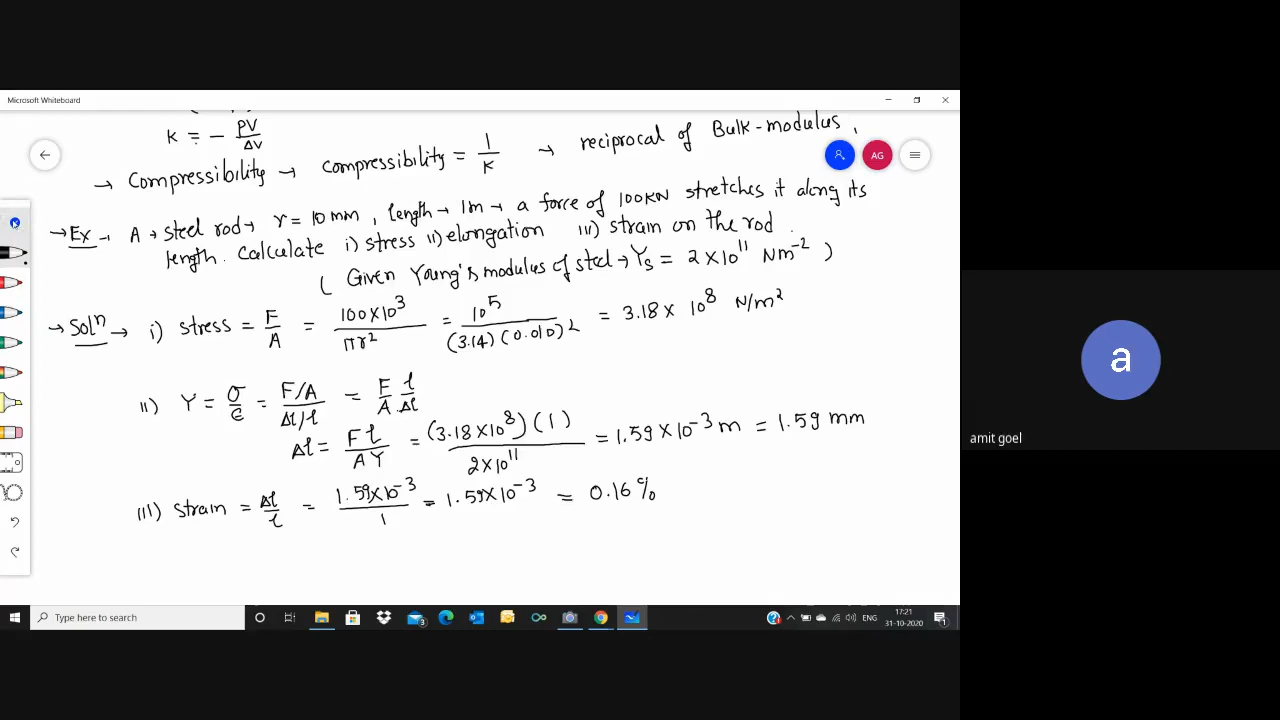 Microsoft Whiteboard
K = - PV/ΔV
→ Compressibility → compressibility = 1/K → reciprocal of Bulk-modulus,
AG
→ Ex → A → steel rod → r = 10 mm, length → 1m → a force of 100KN stretches it along its
length. Calculate i) stress ii) elongation iii) strain on the rod.
( Given Young's modulus of steel → Ys = 2 × 10¹¹ Nm⁻² )
→ Solⁿ → i) stress = F/A = 100×10³/πr² = 10⁵/(3.14)(0.010)² = 3.18 × 10⁸ N/m²
ii) Y = σ/ε = F/A / Δl/l = F/A . l/Δl
Δl = Fl/AY = (3.18×10⁸)(1)/2×10¹¹ = 1.59 × 10⁻³ m = 1.59 mm
iii) Strain = Δl/l = 1.59×10⁻³/1 = 1.59×10⁻³ = 0.16 %
a
amit goel
Type here to search
3
ENG
17:21
31-10-2020
1